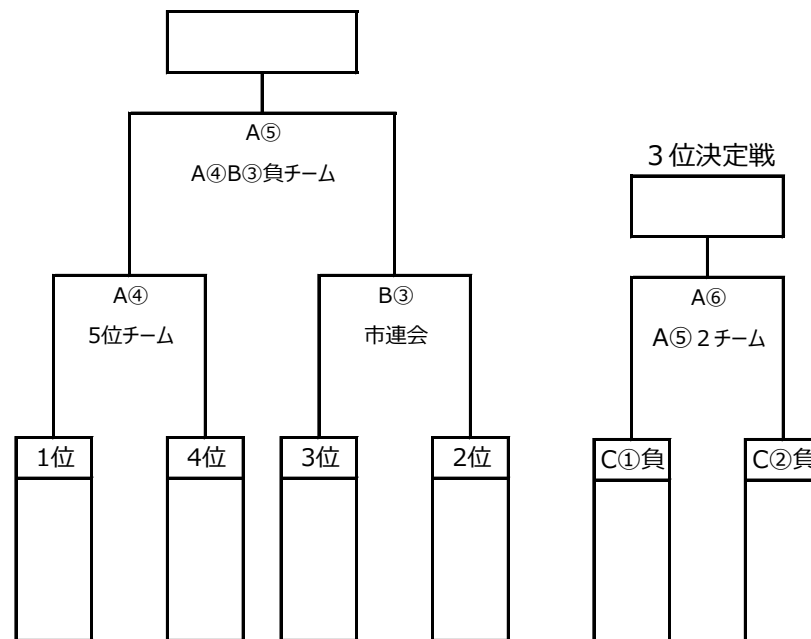 A⑤
A④B③負チーム
３位決定戦
A④
5位チーム
B③
市連会
A⑥
A⑤２チーム
1位
4位
3位
2位
C①負
C②負